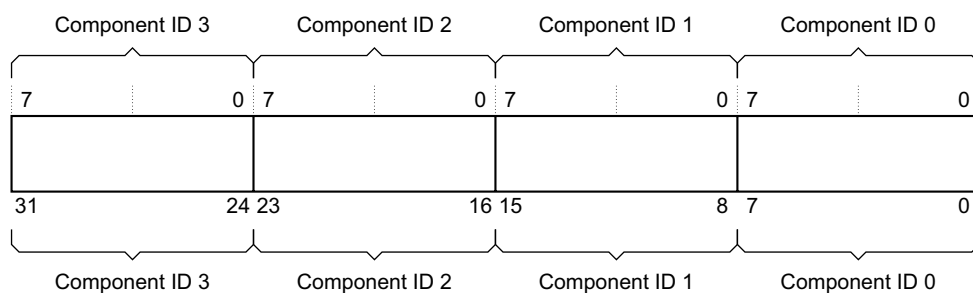 Component ID 3 Component ID 2 Component ID 1 Component ID 0
7 0 7 0 7 0 7 0
31 24 23 16 15 8 7 0
Component ID 3 Component ID 2 Component ID 1 Component ID 0